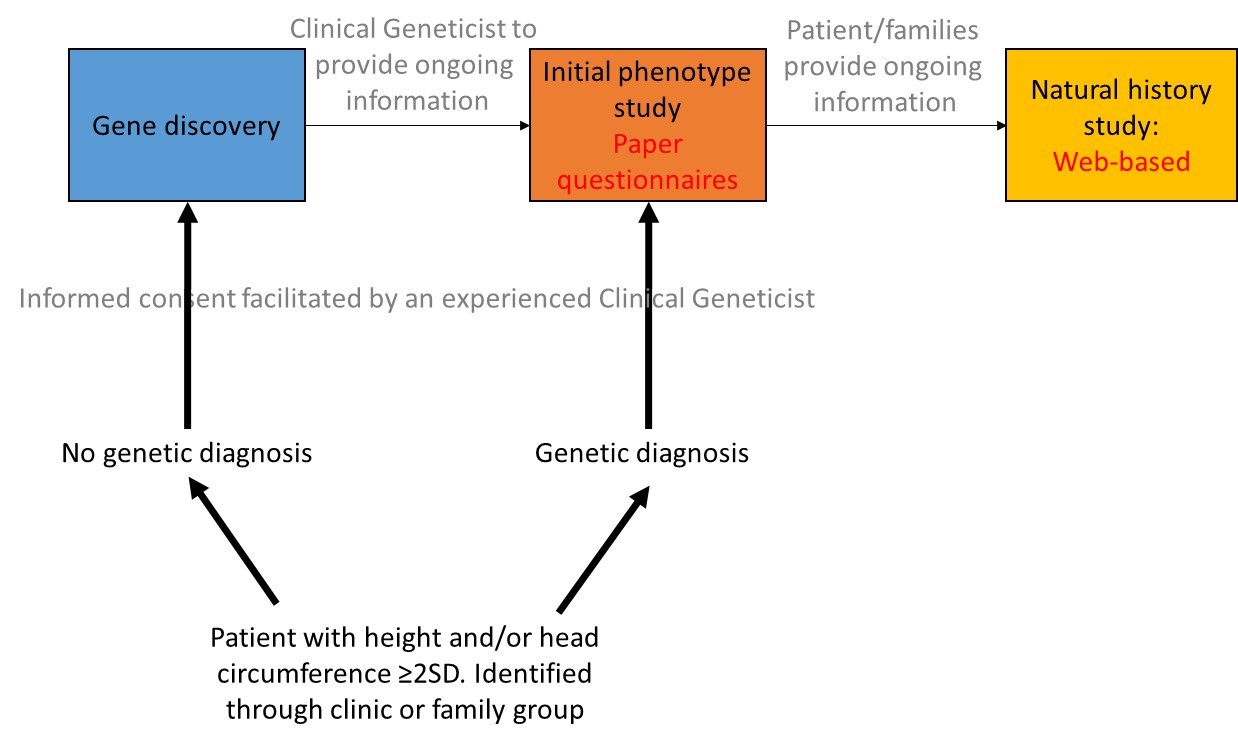 Clinical Geneticist to
provide ongoing
information
Patient/families
provide ongoing
information
Gene discovery
Initial phenotype
study
Paper
questionnaires
Natural history
study:
Web-based
Informed consent facilitated by an experienced Clinical Geneticist
No genetic diagnosis
Genetic diagnosis
Patient with height and/or head
circumference ≥2SD. Identified
through clinic or family group